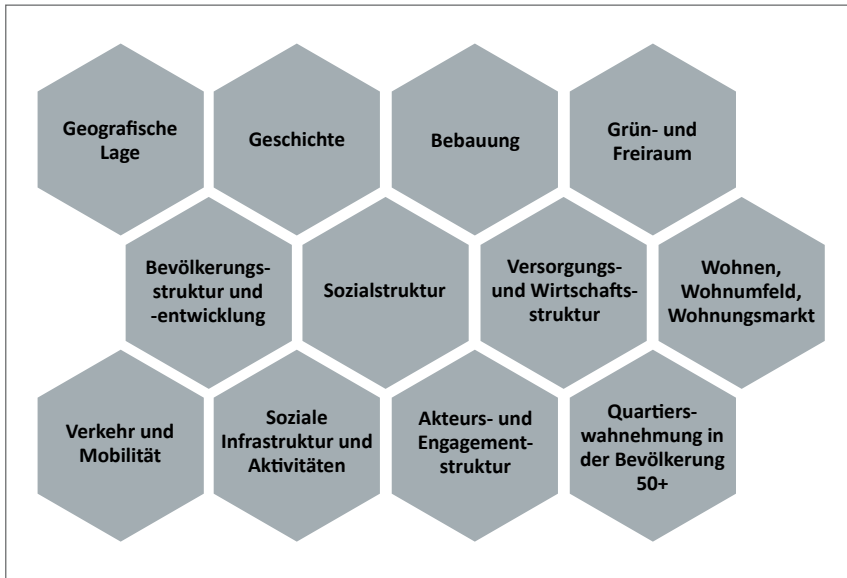 Geografische
Lage
Geschichte
Bebauung
Grün- und
Freiraum
Bevölkerungs-
struktur und
-entwicklung
Sozialstruktur
Versorgungs-
und Wirtschafts-
struktur
Wohnen,
Wohnumfeld,
Wohnungsmarkt
Verkehr und
Mobilität
Soziale
Infrastruktur und
Aktivitäten
Akteurs- und
Engagement-
struktur
Quartiers-
wahnehmung in
der Bevölkerung
50+